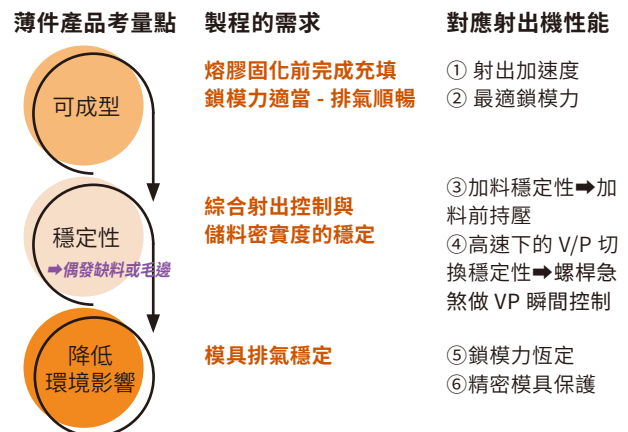 薄件產品考量點 製程的需求 對應射出機性能
可成型
熔膠固化前完成充填
鎖模力適當 - 排氣順暢
① 射出加速度
② 最適鎖模力
穩定性
➡偶發缺料或毛邊
綜合射出控制與
儲料密實度的穩定
③加料穩定性➡加
料前持壓
④高速下的 V/P 切
換穩定性➡螺桿急
煞做 VP 瞬間控制
降低
環境影響
模具排氣穩定
⑤鎖模力恆定
⑥精密模具保護